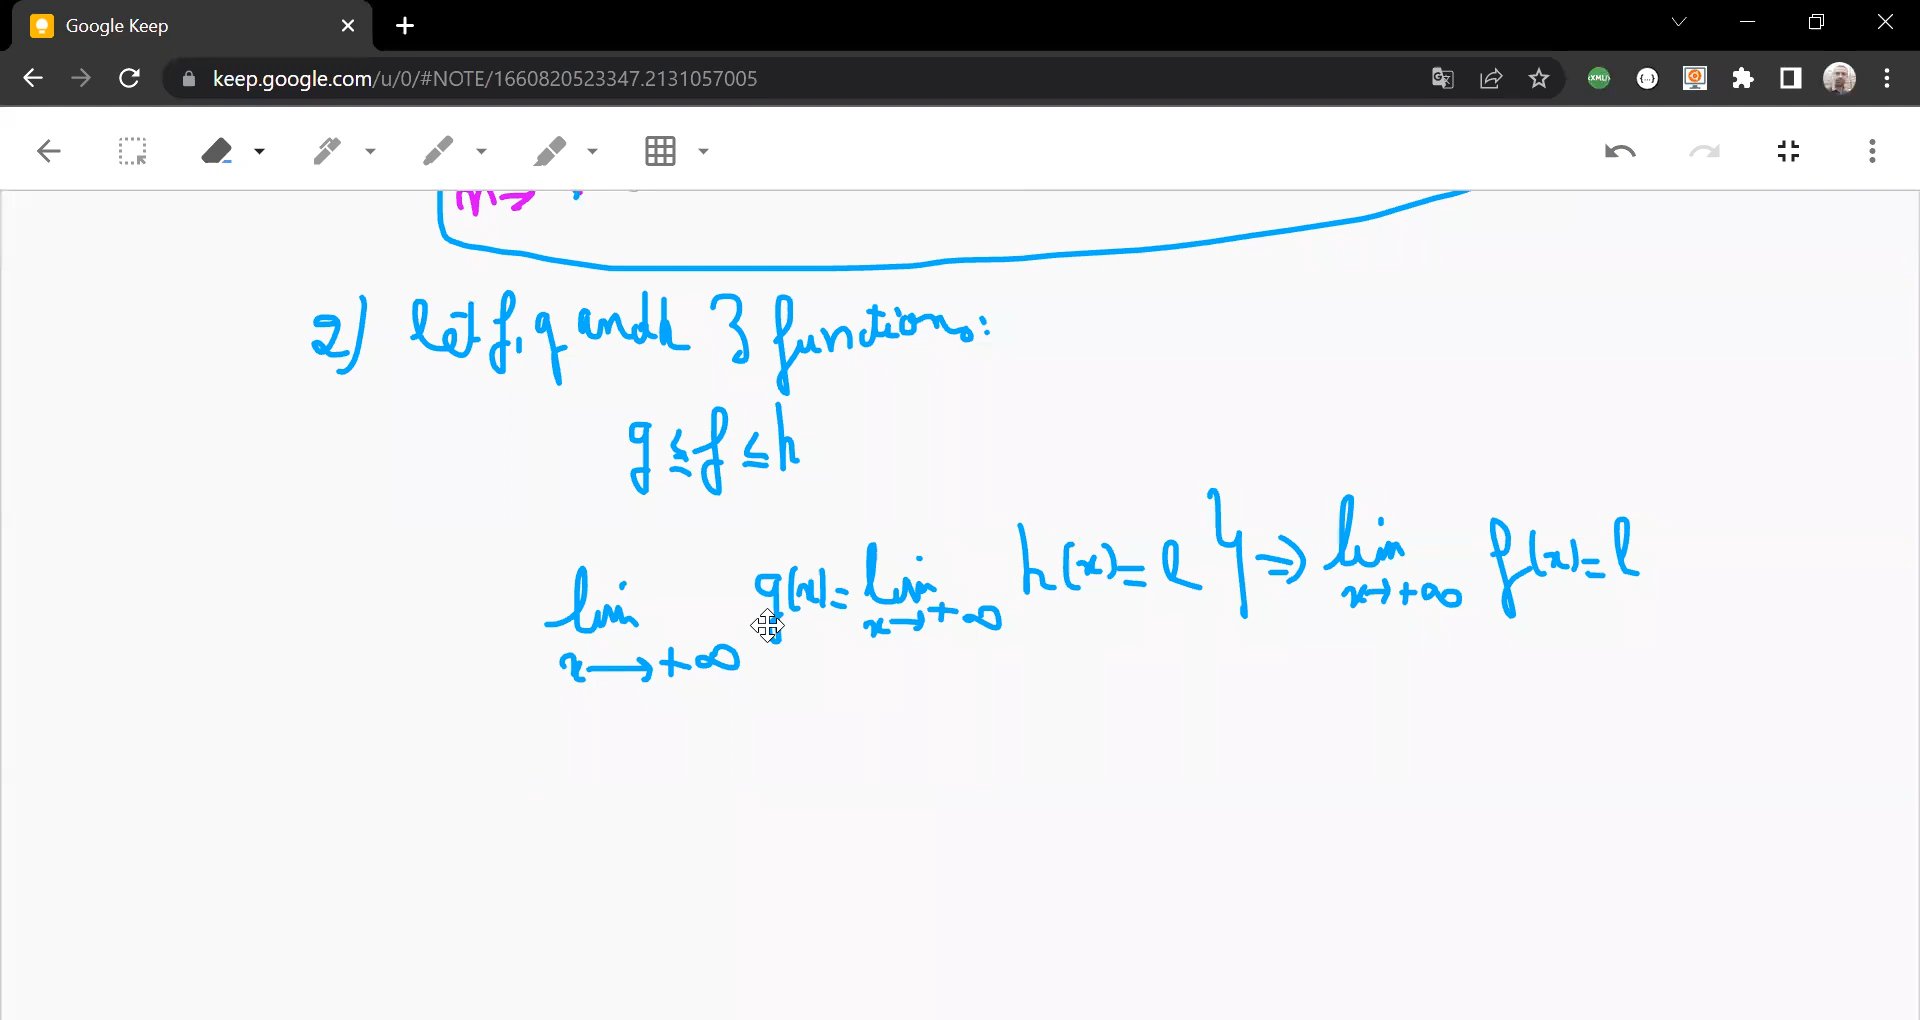 Google Keep
keep.google.com/u/0/#NOTE/1660820523347.2131057005
2) let f, g and h 3 functions:
g ≤ f ≤ h
lim g(x) = lim h(x) = l } ⇒ lim f(x) = l
x → +∞ x → +∞ x → +∞